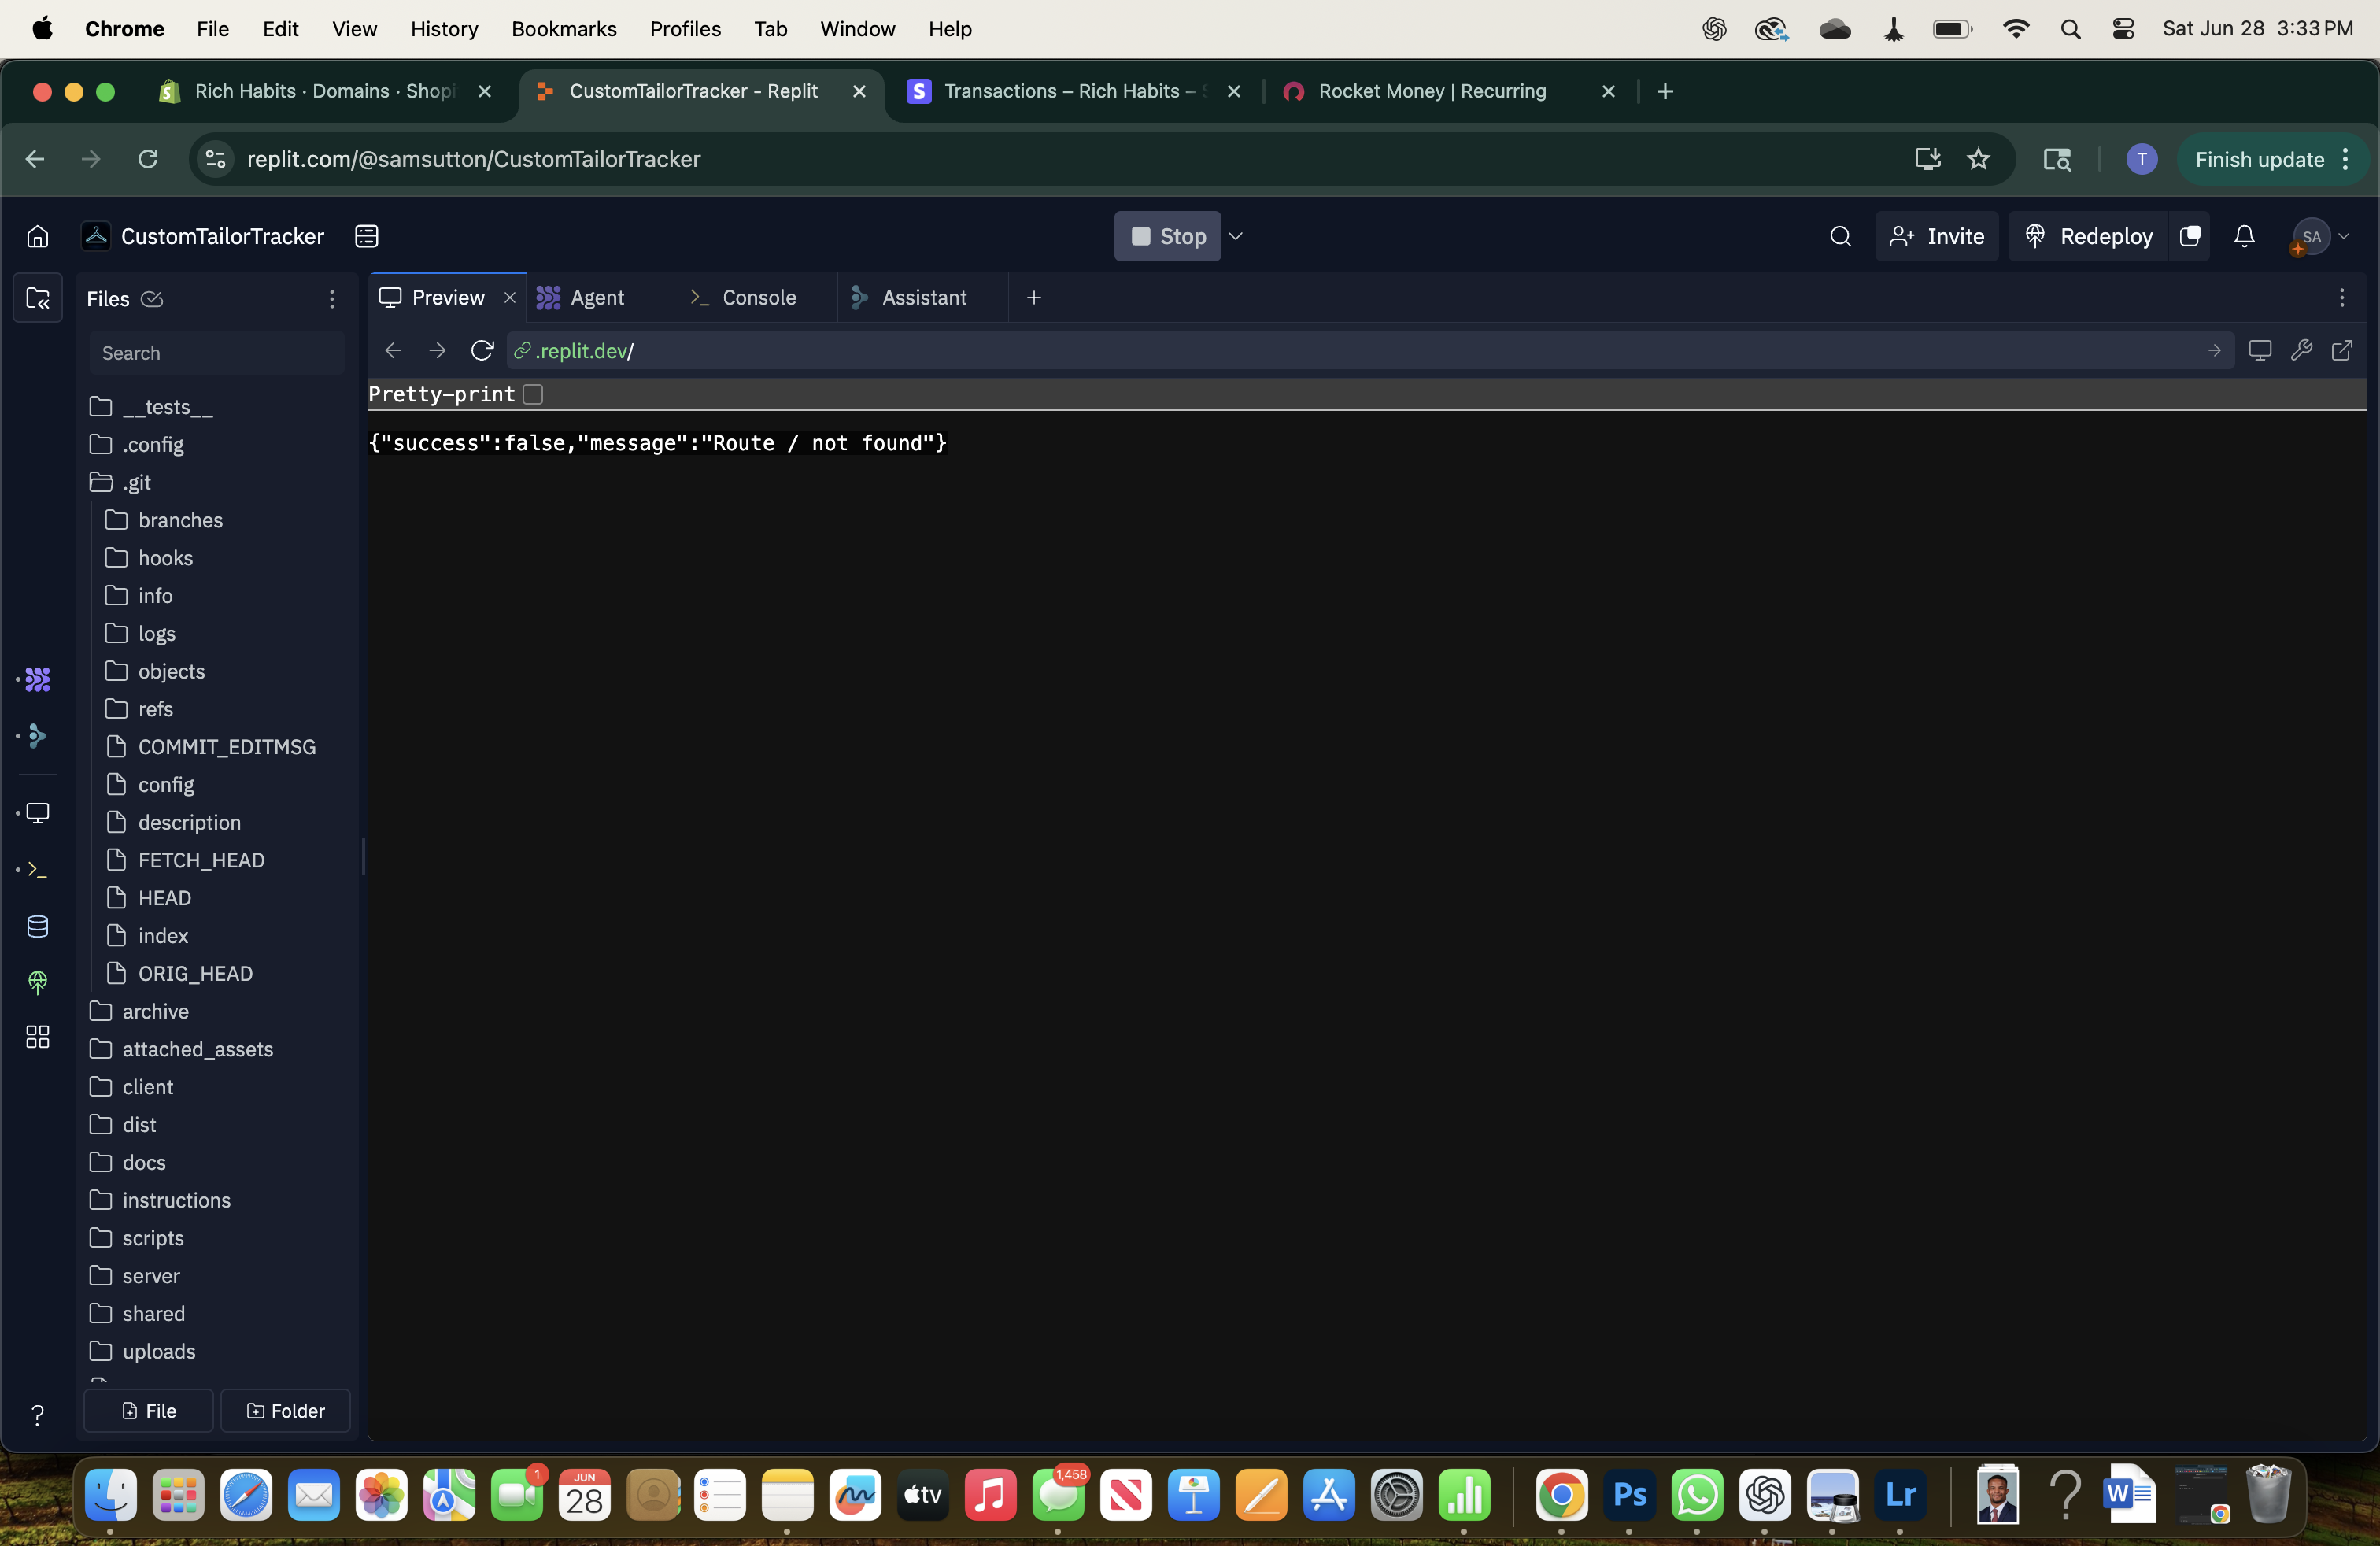 Chrome File Edit View History Bookmarks Profiles Tab Window Help Sat Jun 28 3:33 PM
Rich Habits · Domains · Shopi CustomTailorTracker - Replit Transactions – Rich Habits – Rocket Money | Recurring
replit.com/@samsutton/CustomTailorTracker T Finish update
CustomTailorTracker Stop Invite Redeploy SA
Files Preview Agent Console Assistant
Search .replit.dev/
Pretty-print
{"success":false,"message":"Route / not found"}
__tests__
.config
.git
branches
hooks
info
logs
objects
refs
COMMIT_EDITMSG
config
description
FETCH_HEAD
HEAD
index
ORIG_HEAD
archive
attached_assets
client
dist
docs
instructions
scripts
server
shared
uploads
File Folder
1 JUN 28 tv 1,458 Ps Lr W